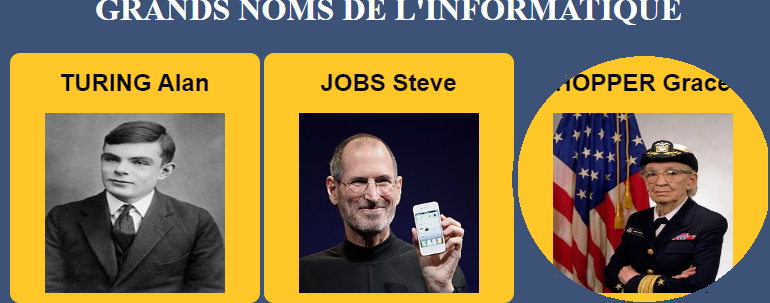 GRANDS NOMS DE L'INFORMATIQUE
TURING Alan
JOBS Steve
HOPPER Grace